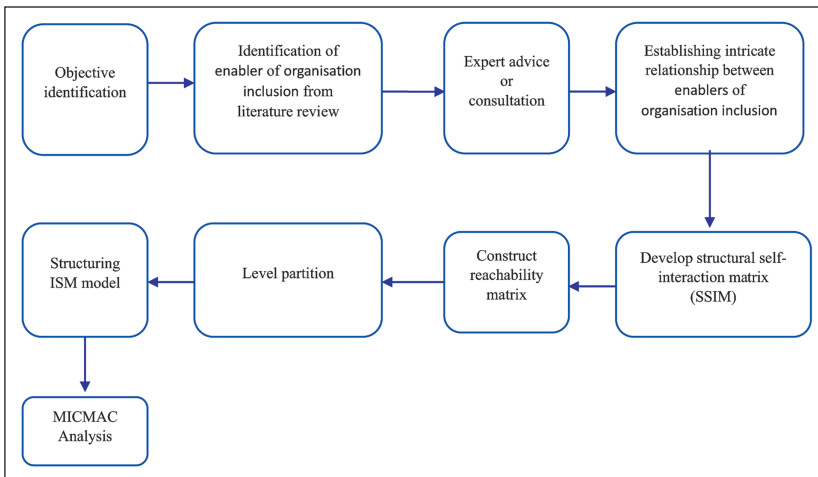 Objective
identification
Identification of
enabler of organisation
inclusion from
literature review
Expert advice
or
consultation
Establishing intricate
relationship between
enablers of
organisation inclusion
Develop structural self-
interaction matrix
(SSIM)
Construct
reachability
matrix
Level partition
Structuring
ISM model
MICMAC
Analysis